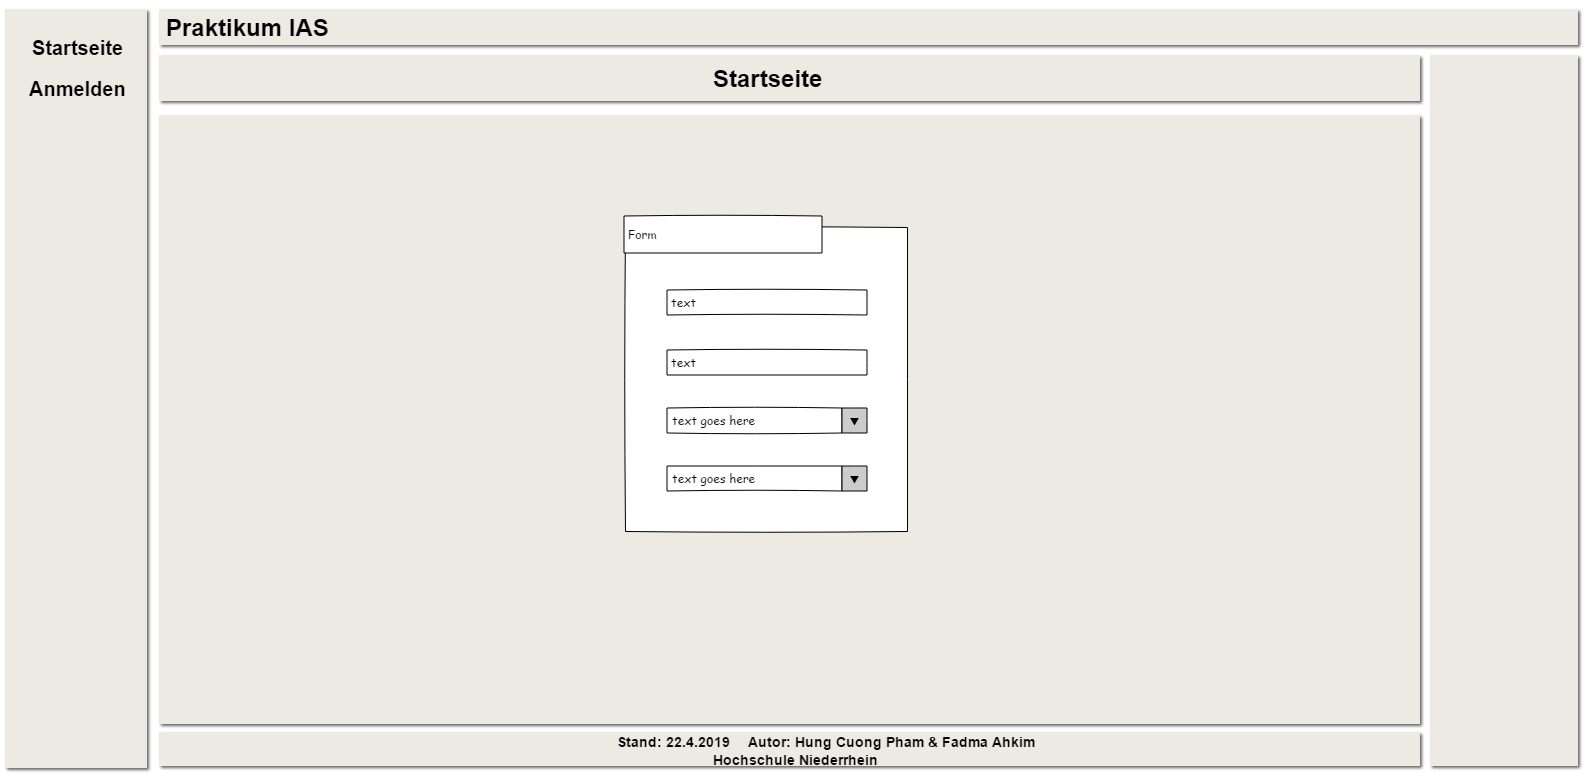 Praktikum IAS
Startseite
Anmelden
Startseite
Form
text
text
text goes here
text goes here
Stand: 22.4.2019 Autor: Hung Cuong Pham & Fadma Ahkim
Hochschule Niederrhein